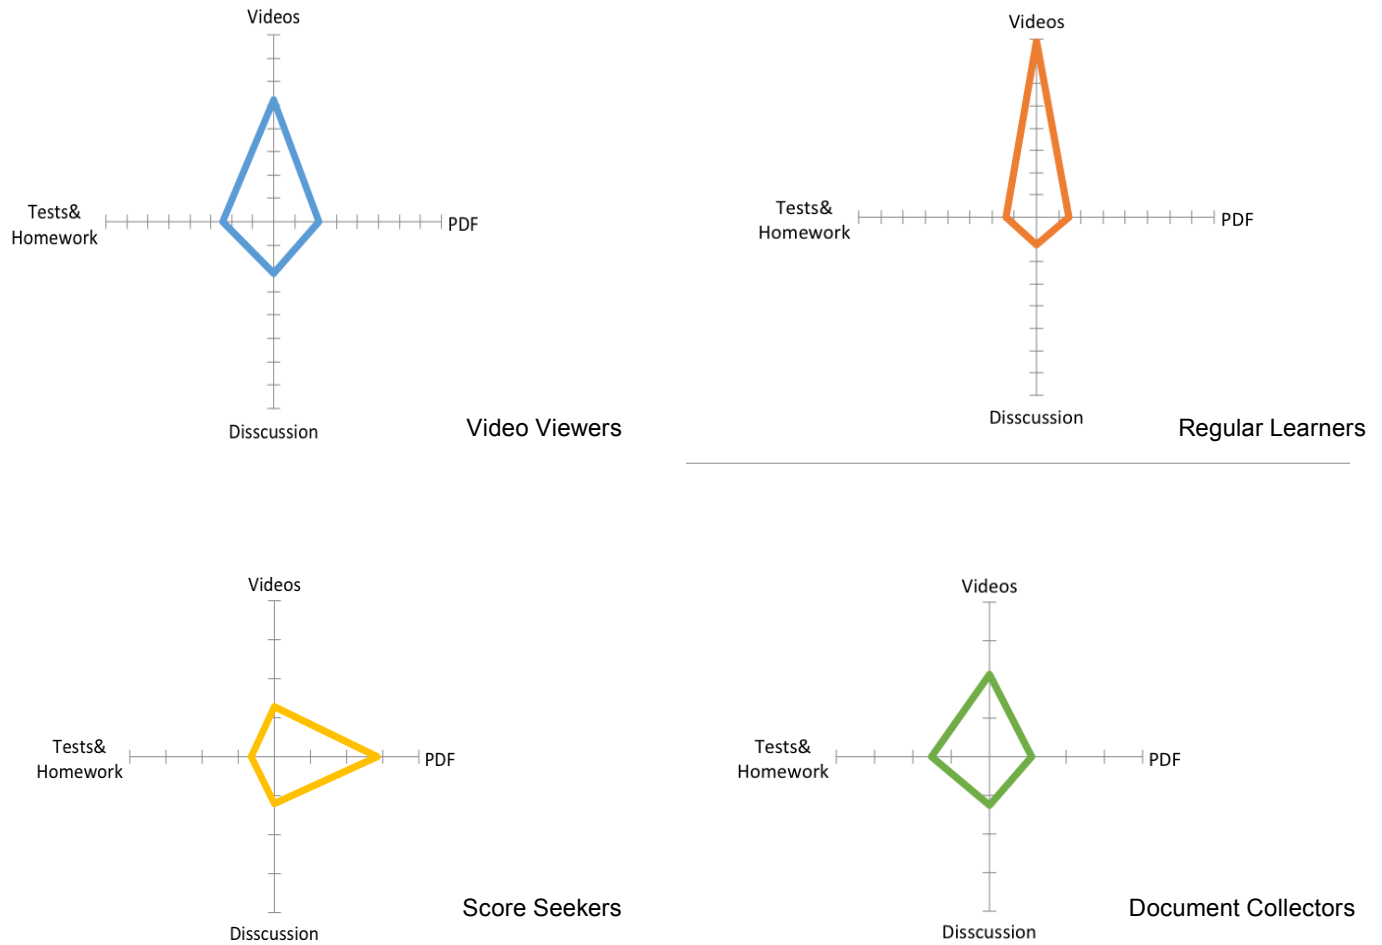 Videos
Tests&
Homework
PDF
Disscussion
Video Viewers
Videos
Tests&
Homework
PDF
Disscussion
Regular Learners
Videos
Tests&
Homework
PDF
Disscussion
Score Seekers
Videos
Tests&
Homework
PDF
Disscussion
Document Collectors